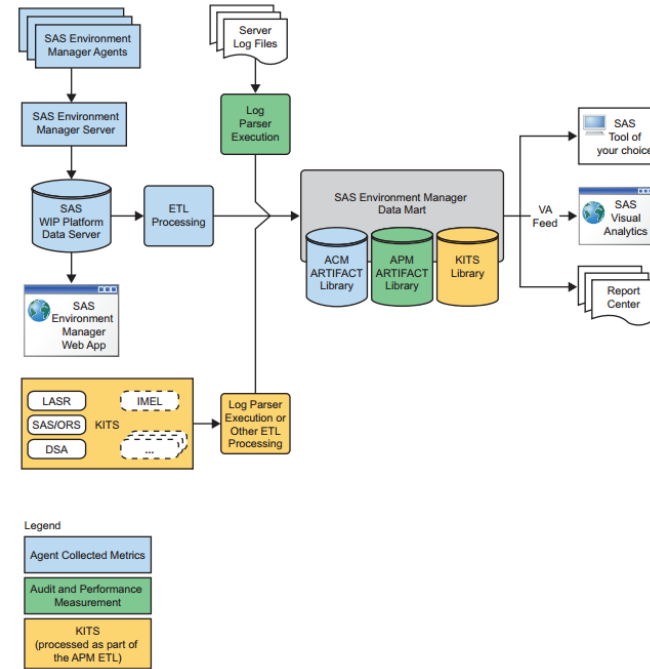 SAS Environment
Manager Agents
Server
Log Files
SAS Environment
Manager Server
Log
Parser
Execution
SAS
WIP Platform
Data Server
ETL
Processing
SAS Environment Manager
Data Mart
ACM
ARTIFACT
Library
APM
ARTIFACT
Library
KITS
Library
VA
Feed
SAS
Tool of
your choice
SAS
Visual
Analytics
Report
Center
SAS
Environment
Manager
Web App
LASR
SAS/ORS
DSA
KITS
IMEL
...
Log Parser
Execution or
Other ETL
Processing
Legend
Agent Collected Metrics
Audit and Performance
Measurement
KITS
(processed as part of
the APM ETL)